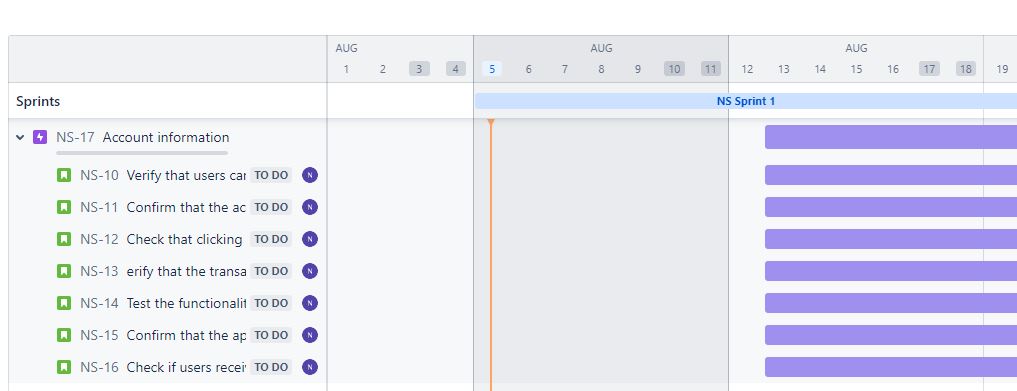 AUG AUG AUG
1 2 3 4 5 6 7 8 9 10 11 12 13 14 15 16 17 18 19
Sprints NS Sprint 1
NS-17 Account information
NS-10 Verify that users car TO DO N
NS-11 Confirm that the ac TO DO N
NS-12 Check that clicking TO DO N
NS-13 erify that the transa TO DO N
NS-14 Test the functionalit TO DO N
NS-15 Confirm that the ap TO DO N
NS-16 Check if users recei TO DO N